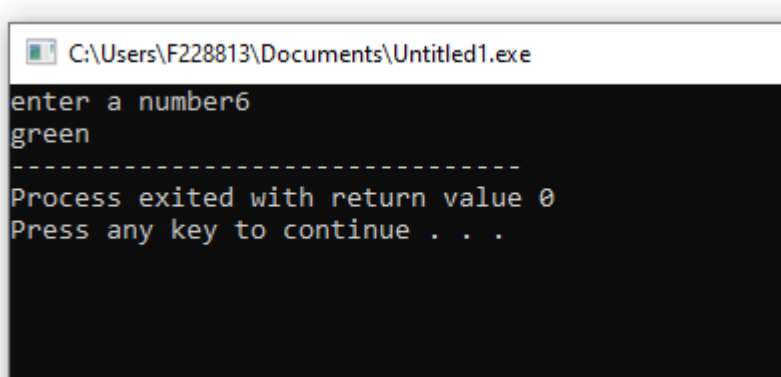 C:\Users\F228813\Documents\Untitled1.exe
enter a number6
green
--------------------------------
Process exited with return value 0
Press any key to continue . . .